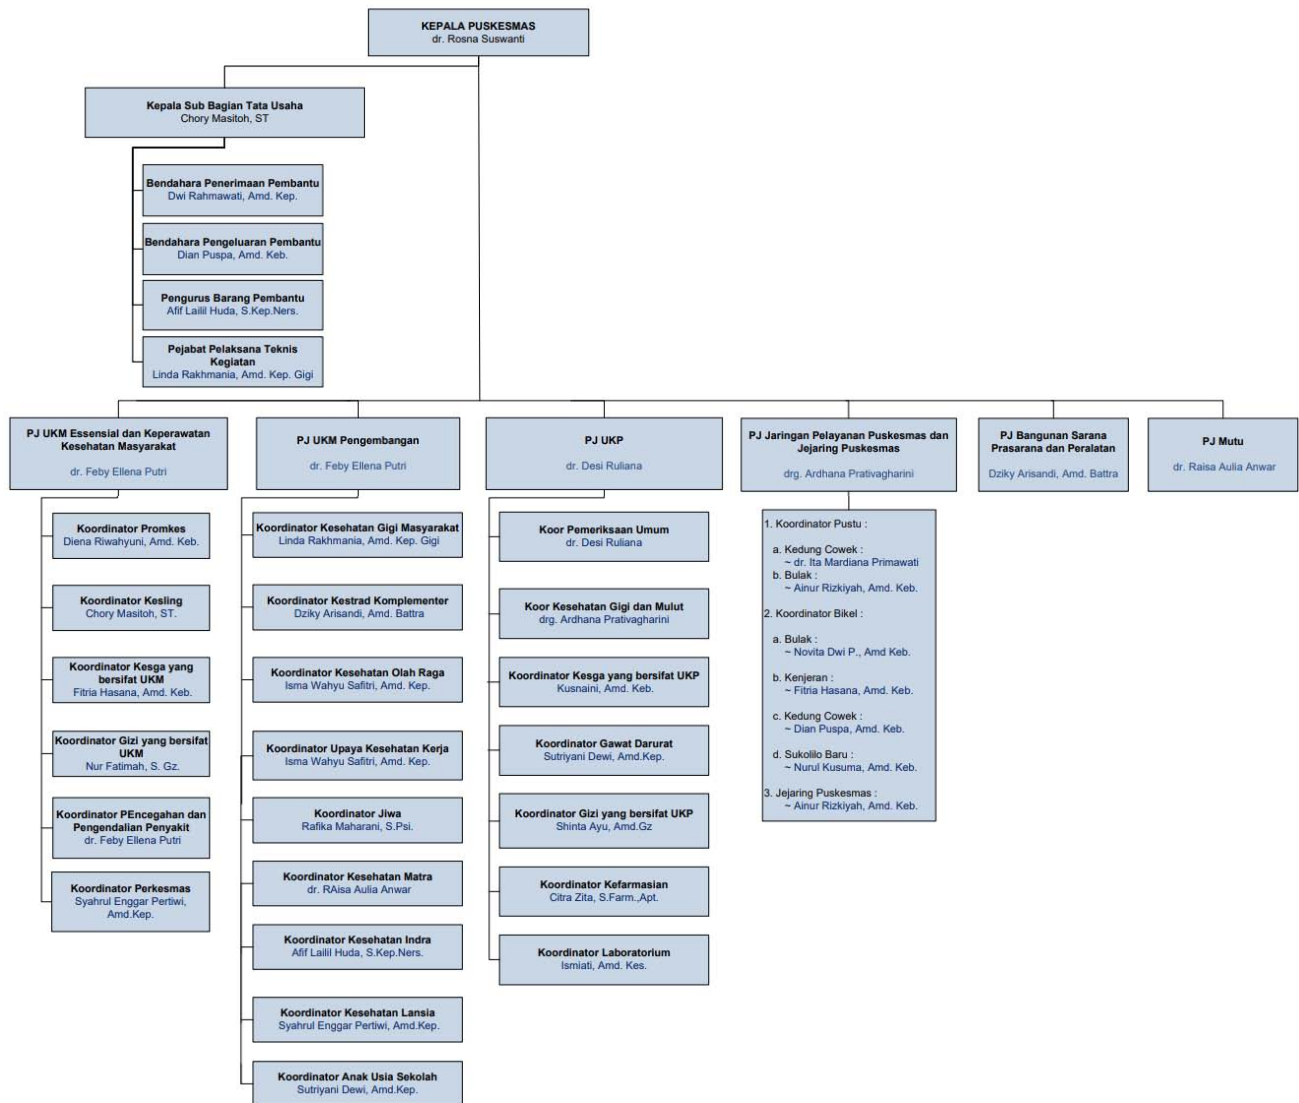 KEPALA PUSKESMAS
dr. Rosna Suswanti
Kepala Sub Bagian Tata Usaha
Chory Masitoh, ST
Bendahara Penerimaan Pembantu
Dwi Rahmawati, Amd. Kep.
Bendahara Pengeluaran Pembantu
Dian Puspa, Amd. Keb.
Pengurus Barang Pembantu
Afif Lailil Huda, S.Kep.Ners.
Pejabat Pelaksana Teknis
Kegiatan
Linda Rakhmania, Amd. Kep. Gigi
PJ UKM Essensial dan Keperawatan
Kesehatan Masyarakat
dr. Feby Ellena Putri
Koordinator Promkes
Diena Riwahyuni, Amd. Keb.
Koordinator Kesling
Chory Masitoh, ST.
Koordinator Kesga yang
bersifat UKM
Fitria Hasana, Amd. Keb.
Koordinator Gizi yang bersifat
UKM
Nur Fatimah, S. Gz.
Koordinator PEncegahan dan
Pengendalian Penyakit
dr. Feby Ellena Putri
Koordinator Perkesmas
Syahrul Enggar Pertiwi,
Amd.Kep.
PJ UKM Pengembangan
dr. Feby Ellena Putri
Koordinator Kesehatan Gigi Masyarakat
Linda Rakhmania, Amd. Kep. Gigi
Koordinator Kestrad Komplementer
Dziky Arisandi, Amd. Battra
Koordinator Kesehatan Olah Raga
Isma Wahyu Safitri, Amd. Kep.
Koordinator Upaya Kesehatan Kerja
Isma Wahyu Safitri, Amd. Kep.
Koordinator Jiwa
Rafika Maharani, S.Psi.
Koordinator Kesehatan Matra
dr. RAisa Aulia Anwar
Koordinator Kesehatan Indra
Afif Lailil Huda, S.Kep.Ners.
Koordinator Kesehatan Lansia
Syahrul Enggar Pertiwi, Amd.Kep.
Koordinator Anak Usia Sekolah
Sutriyani Dewi, Amd.Kep.
PJ UKP
dr. Desi Ruliana
Koor Pemeriksaan Umum
dr. Desi Ruliana
Koor Kesehatan Gigi dan Mulut
drg. Ardhana Prativagharini
Koordinator Kesga yang bersifat UKP
Kusnaini, Amd. Keb.
Koordinator Gawat Darurat
Sutriyani Dewi, Amd.Kep.
Koordinator Gizi yang bersifat UKP
Shinta Ayu, Amd.Gz
Koordinator Kefarmasian
Citra Zita, S.Farm.,Apt.
Koordinator Laboratorium
Ismiati, Amd. Kes.
PJ Jaringan Pelayanan Puskesmas dan
Jejaring Puskesmas
drg. Ardhana Prativagharini
1. Koordinator Pustu :
a. Kedung Cowek :
~ dr. Ita Mardiana Primawati
b. Bulak :
~ Ainur Rizkiyah, Amd. Keb.
2. Koordinator Bikel :
a. Bulak :
~ Novita Dwi P., Amd Keb.
b. Kenjeran :
~ Fitria Hasana, Amd. Keb.
c. Kedung Cowek :
~ Dian Puspa, Amd. Keb.
d. Sukolilo Baru :
~ Nurul Kusuma, Amd. Keb.
3. Jejaring Puskesmas :
~ Ainur Rizkiyah, Amd. Keb.
PJ Bangunan Sarana
Prasarana dan Peralatan
Dziky Arisandi, Amd. Battra
PJ Mutu
dr. Raisa Aulia Anwar